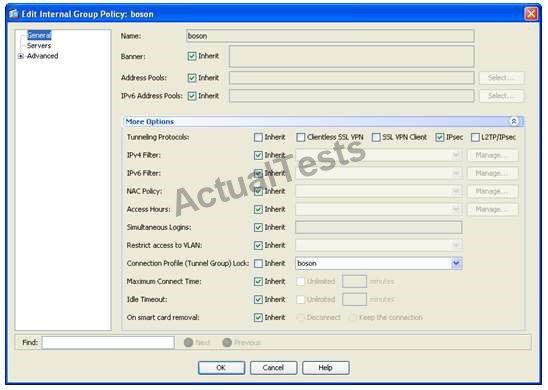 Edit Internal Group Policy: boson
General
Servers
Advanced
Name: boson
Banner: Inherit
Address Pools: Inherit Select...
IPv6 Address Pools: Inherit Select...
More Options
Tunneling Protocols: Inherit Clientless SSL VPN SSL VPN Client IPsec L2TP/IPsec
IPv4 Filter: Inherit Manage...
IPv6 Filter: Inherit Manage...
NAC Policy: Inherit Manage...
Access Hours: Inherit Manage...
Simultaneous Logins: Inherit
Restrict access to VLAN: Inherit
Connection Profile (Tunnel Group) Lock: Inherit boson
Maximum Connect Time: Inherit Unlimited minutes
Idle Timeout: Inherit Unlimited minutes
On smart card removal: Inherit Disconnect Keep the connection
Find: Next Previous
OK Cancel Help
ActualTests